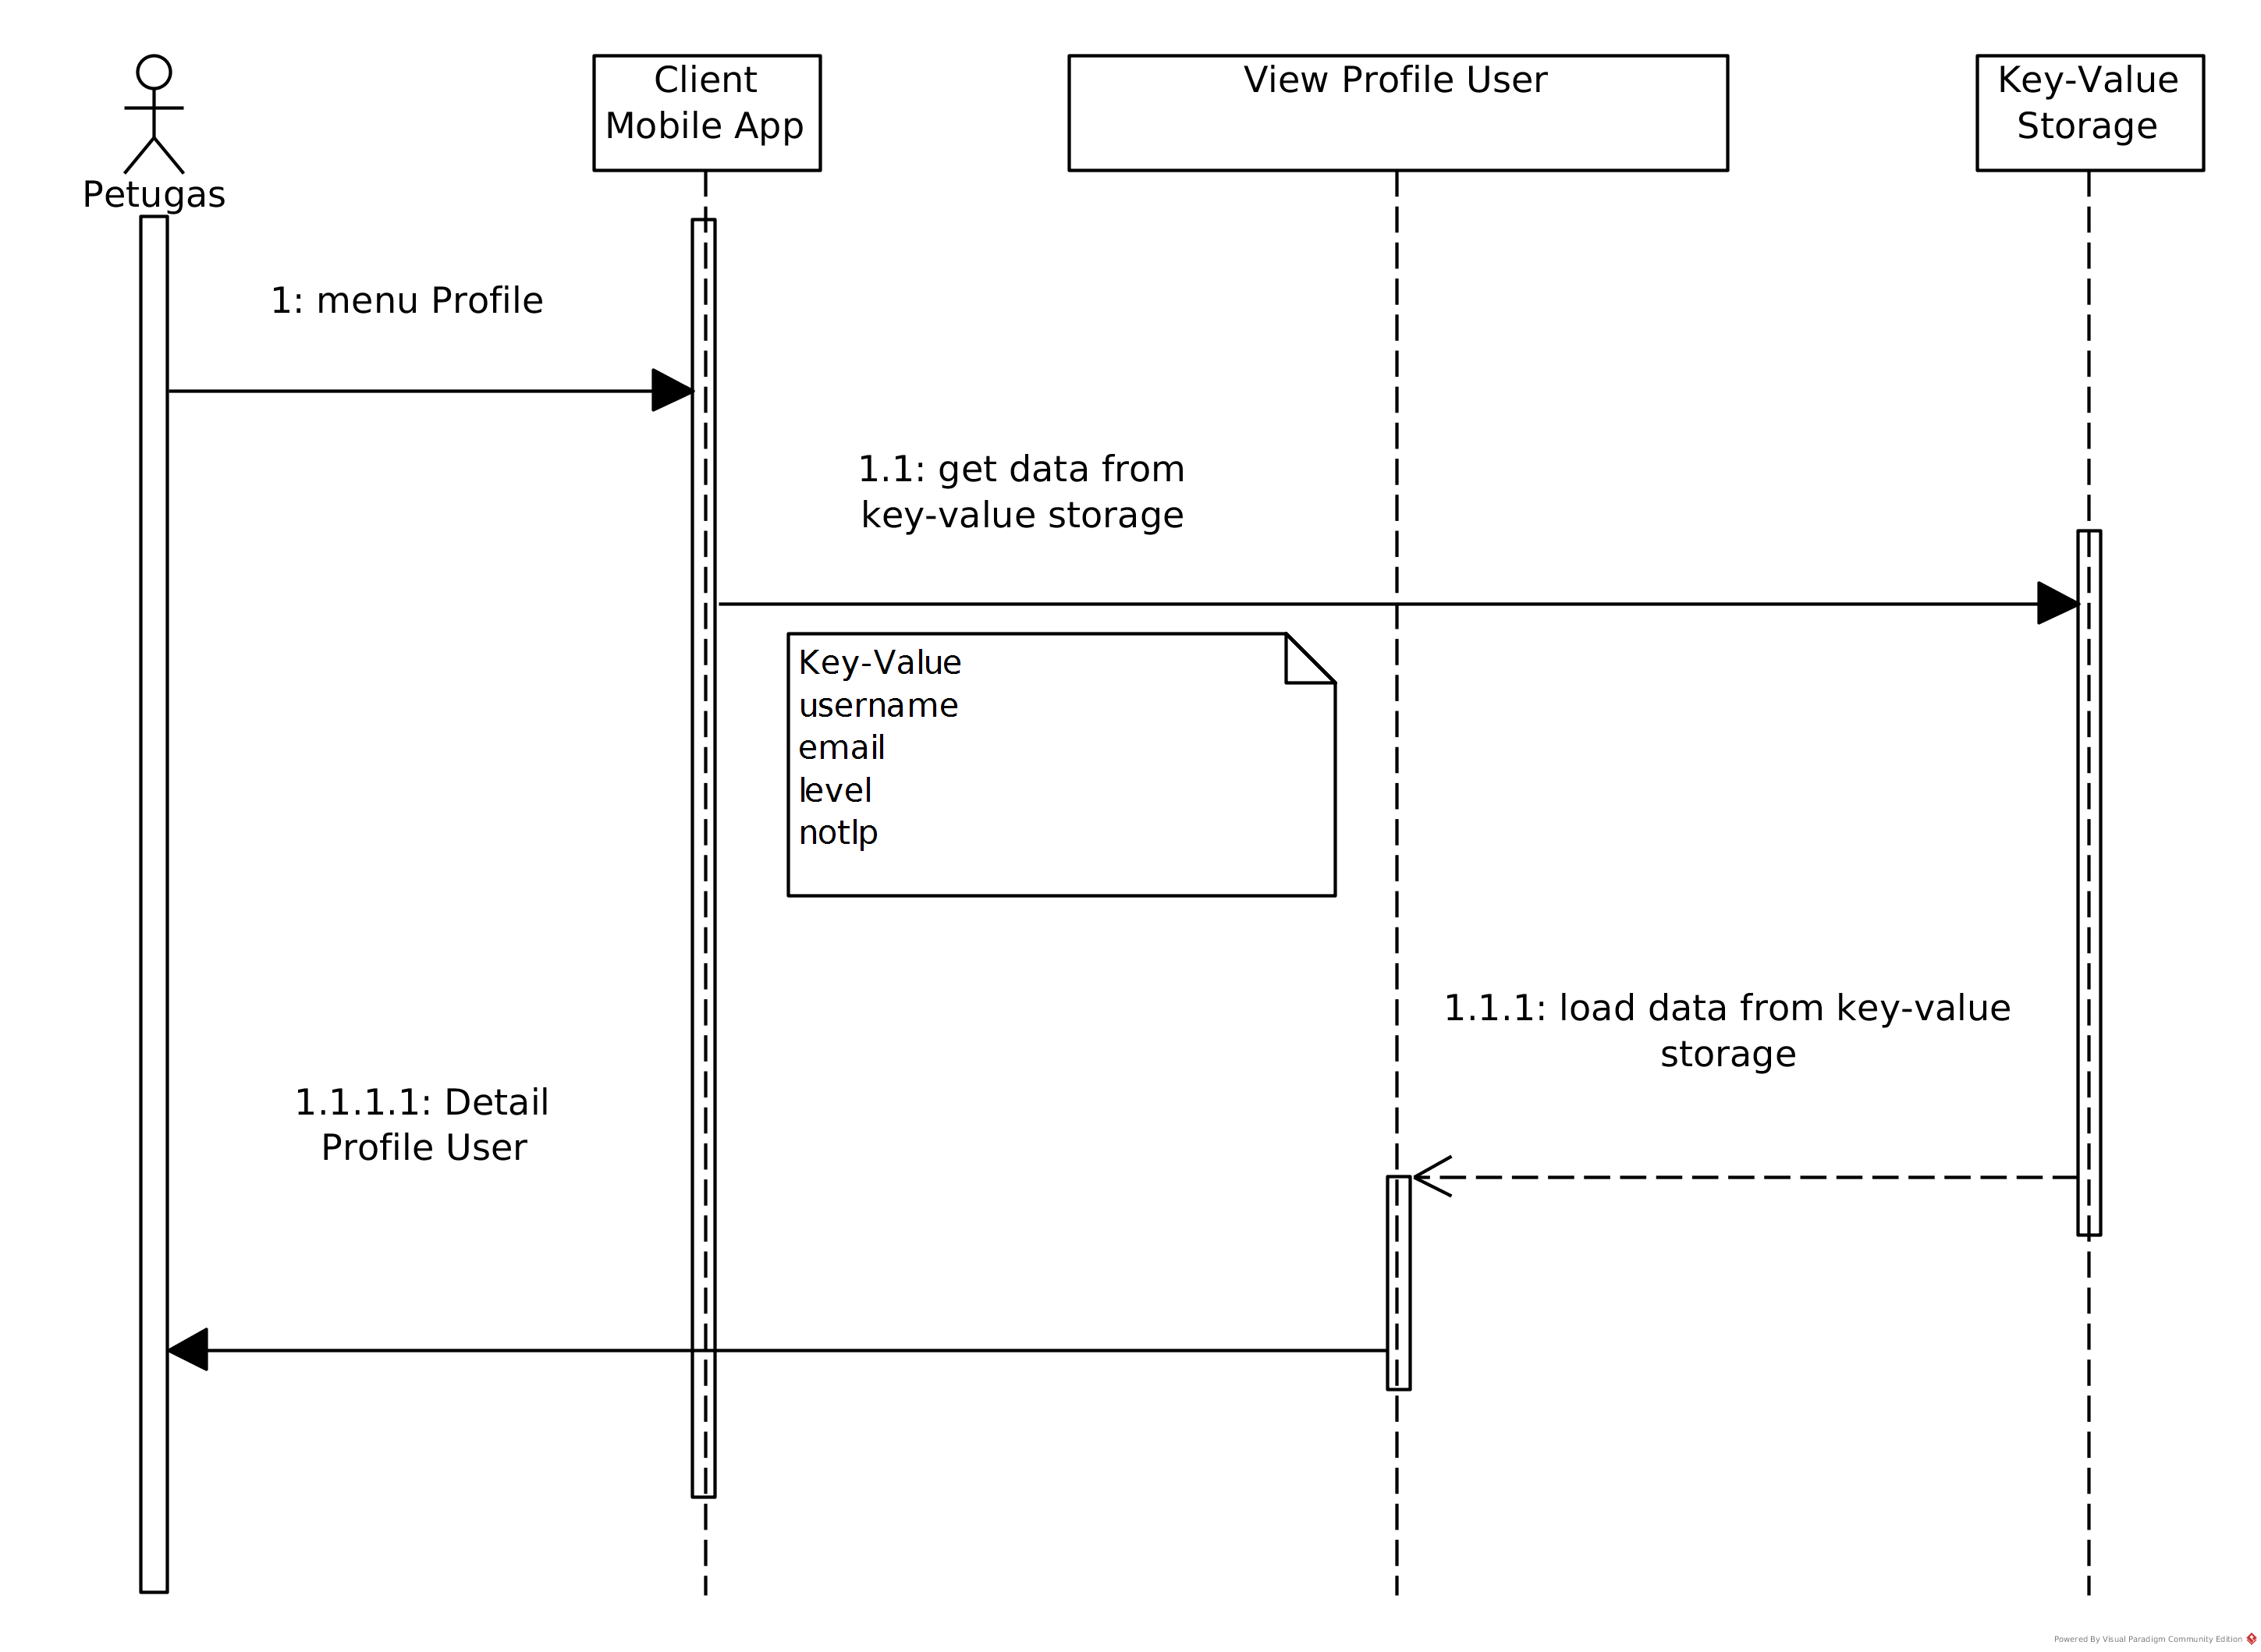 Petugas
Client
Mobile App
View Profile User
Key-Value
Storage
1: menu Profile
1.1: get data from
key-value storage
Key-Value
username
email
level
notlp
1.1.1: load data from key-value
storage
1.1.1.1: Detail
Profile User
Powered By Visual Paradigm Community Edition